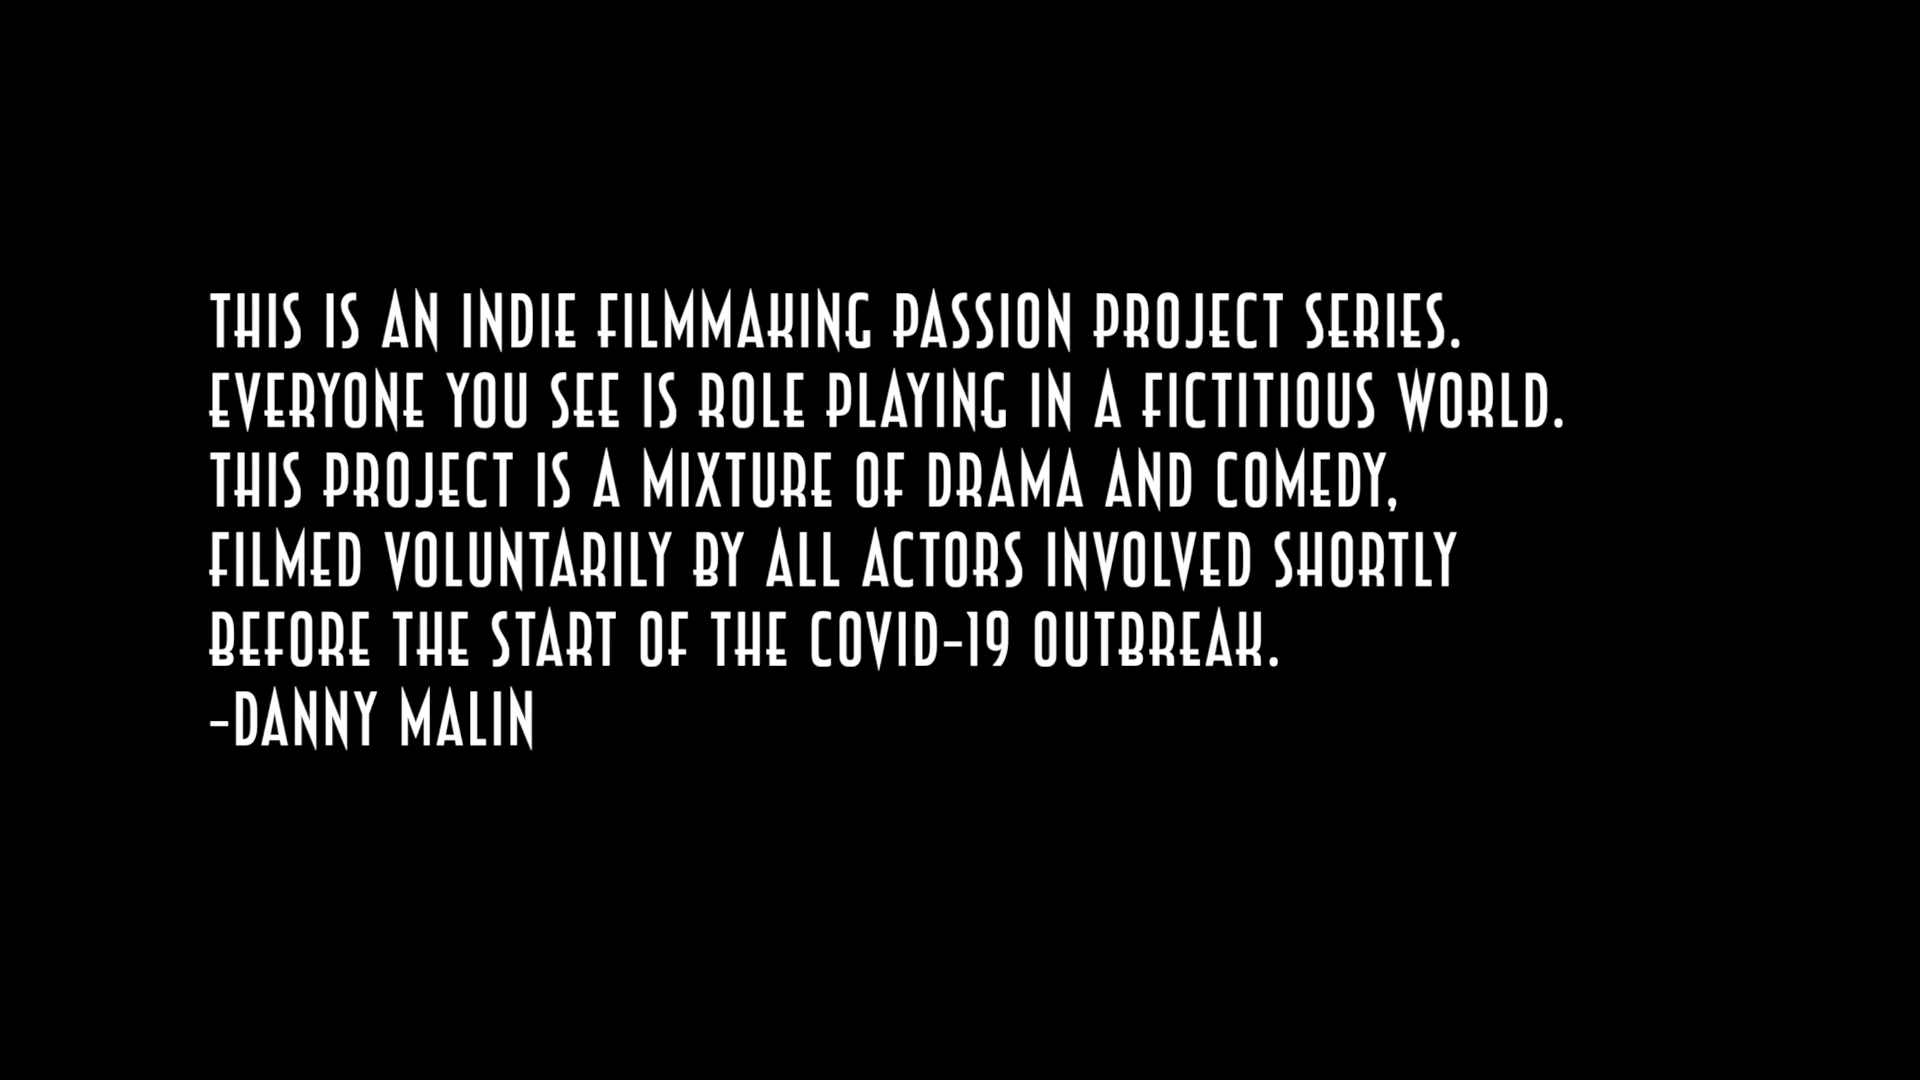 THIS IS AN INDIE FILMMAKING PASSION PROJECT SERIES.
EVERYONE YOU SEE IS ROLE PLAYING IN A FICTITIOUS WORLD.
THIS PROJECT IS A MIXTURE OF DRAMA AND COMEDY,
FILMED VOLUNTARILY BY ALL ACTORS INVOLVED SHORTLY
BEFORE THE START OF THE COVID-19 OUTBREAK.
-DANNY MALIN